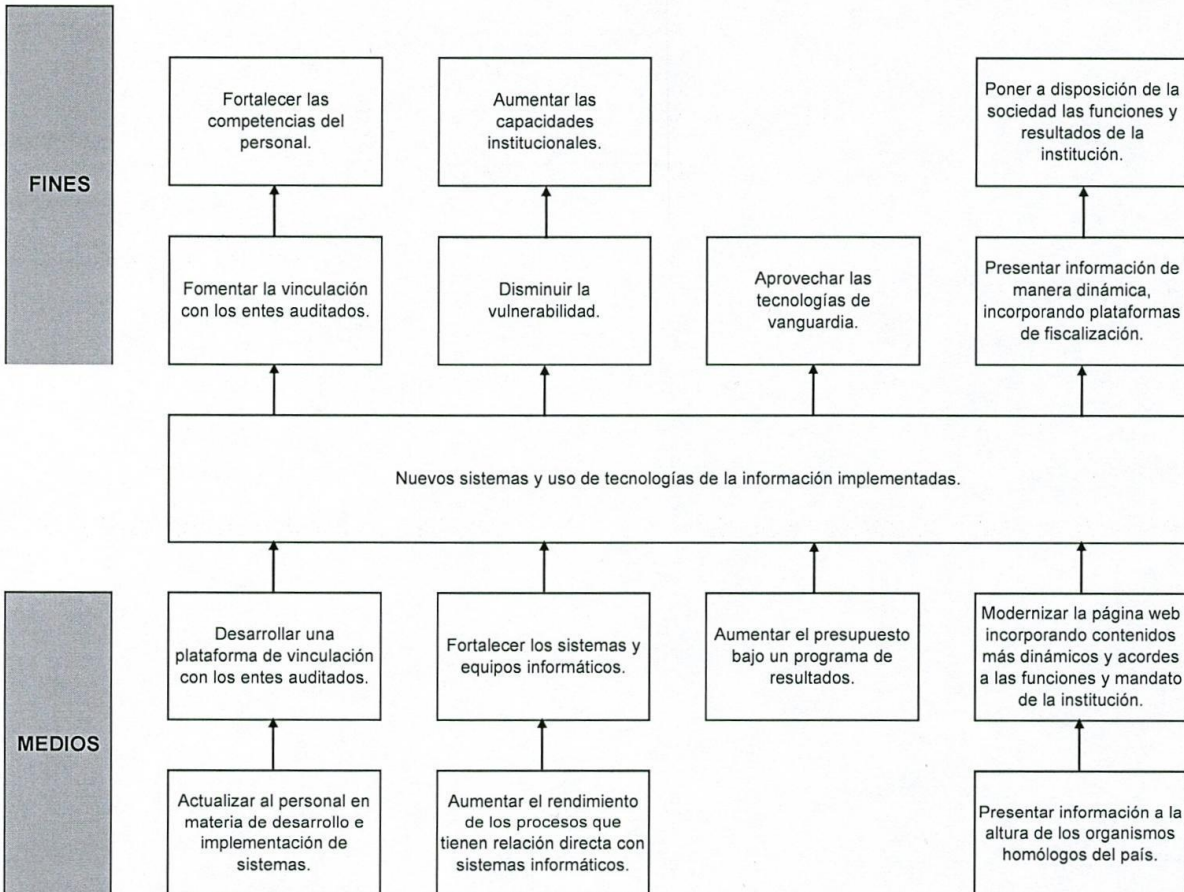 FINES
Fortalecer las
competencias del
personal.
Aumentar las
capacidades
institucionales.
Poner a disposición de la
sociedad las funciones y
resultados de la
institución.
Fomentar la vinculación
con los entes auditados.
Disminuir la
vulnerabilidad.
Aprovechar las
tecnologías de
vanguardia.
Presentar información de
manera dinámica,
incorporando plataformas
de fiscalización.
Nuevos sistemas y uso de tecnologías de la información implementadas.
MEDIOS
Desarrollar una
plataforma de vinculación
con los entes auditados.
Fortalecer los sistemas y
equipos informáticos.
Aumentar el presupuesto
bajo un programa de
resultados.
Modernizar la página web
incorporando contenidos
más dinámicos y acordes
a las funciones y mandato
de la institución.
Actualizar al personal en
materia de desarrollo e
implementación de
sistemas.
Aumentar el rendimiento
de los procesos que
tienen relación directa con
sistemas informáticos.
Presentar información a la
altura de los organismos
homólogos del país.